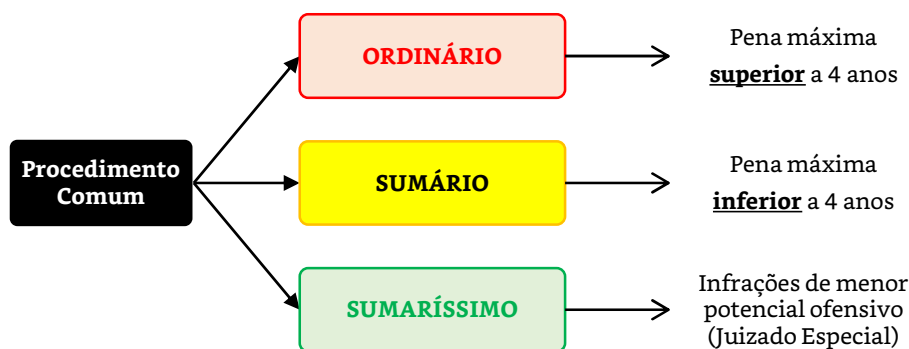 Procedimento
Comum
ORDINÁRIO
Pena máxima
superior a 4 anos
SUMÁRIO
Pena máxima
inferior a 4 anos
SUMARÍSSIMO
Infrações de menor
potencial ofensivo
(Juizado Especial)